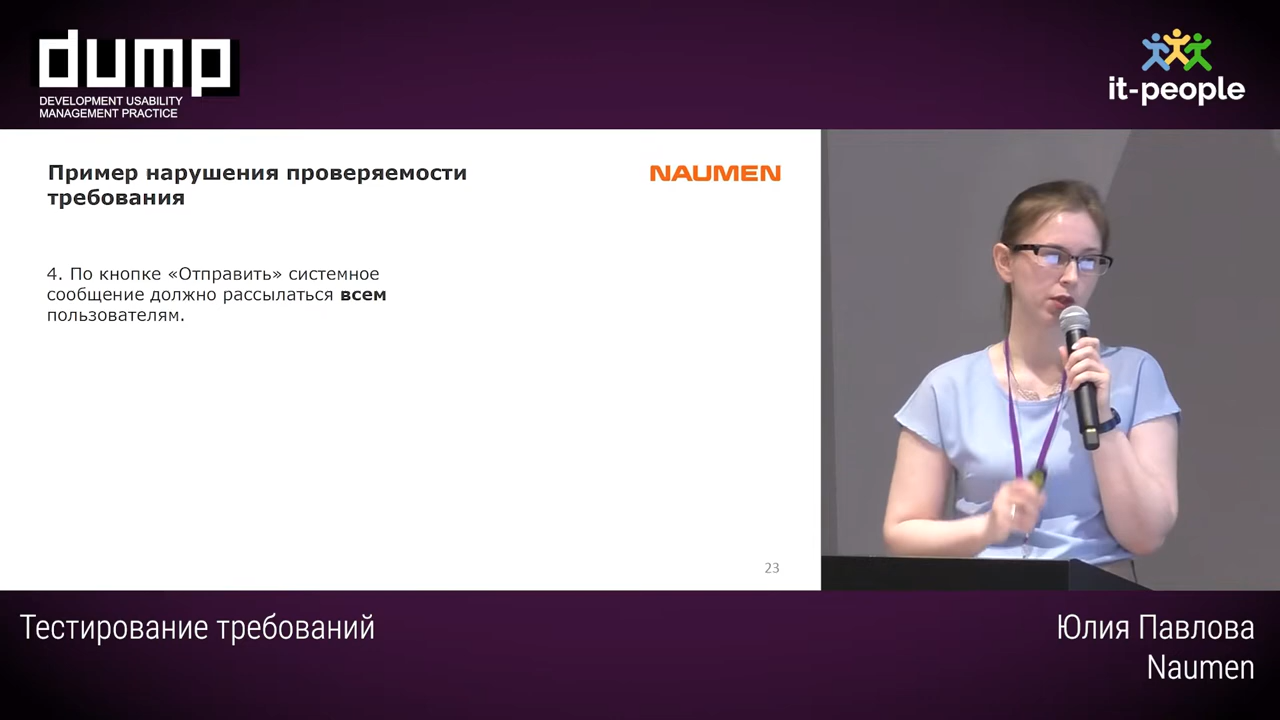 dump
DEVELOPMENT USABILITY
MANAGEMENT PRACTICE
it-people
Пример нарушения проверяемости
требования
NAUMEN
4. По кнопке «Отправить» системное
сообщение должно рассылаться всем
пользователям.
23
Тестирование требований
Юлия Павлова
Naumen